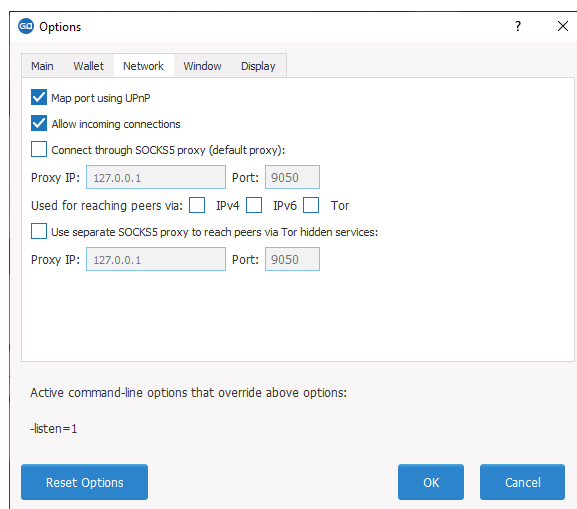 GO Options ?
Main Wallet Network Window Display
Map port using UPnP
Allow incoming connections
Connect through SOCKS5 proxy (default proxy):
Proxy IP: 127.0.0.1 Port: 9050
Used for reaching peers via: IPv4 IPv6 Tor
Use separate SOCKS5 proxy to reach peers via Tor hidden services:
Proxy IP: 127.0.0.1 Port: 9050
Active command-line options that override above options:
-listen=1
Reset Options OK Cancel